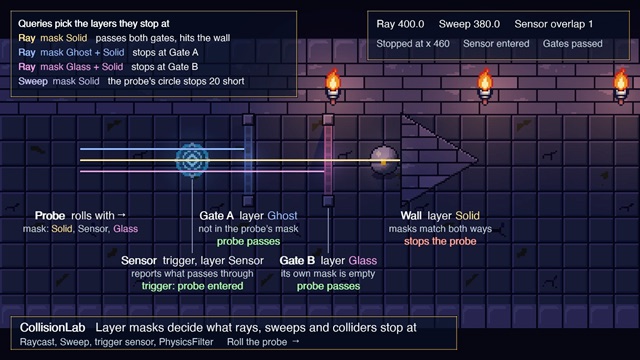 Queries pick the layers they stop at
Ray mask Solid passes both gates, hits the wall
Ray mask Ghost + Solid stops at Gate A
Ray mask Glass + Solid stops at Gate B
Sweep mask Solid the probe's circle stops 20 short
Ray 400.0 Sweep 380.0 Sensor overlap 1
Stopped at x 460 Sensor entered Gates passed
Probe rolls with →
mask: Solid, Sensor, Glass
Gate A layer Ghost
not in the probe's mask
probe passes
Wall layer Solid
masks match both ways
stops the probe
Sensor trigger, layer Sensor
reports what passes through
trigger: probe entered
Gate B layer Glass
its own mask is empty
probe passes
CollisionLab Layer masks decide what rays, sweeps and colliders stop at
Raycast, Sweep, trigger sensor, PhysicsFilter Roll the probe →